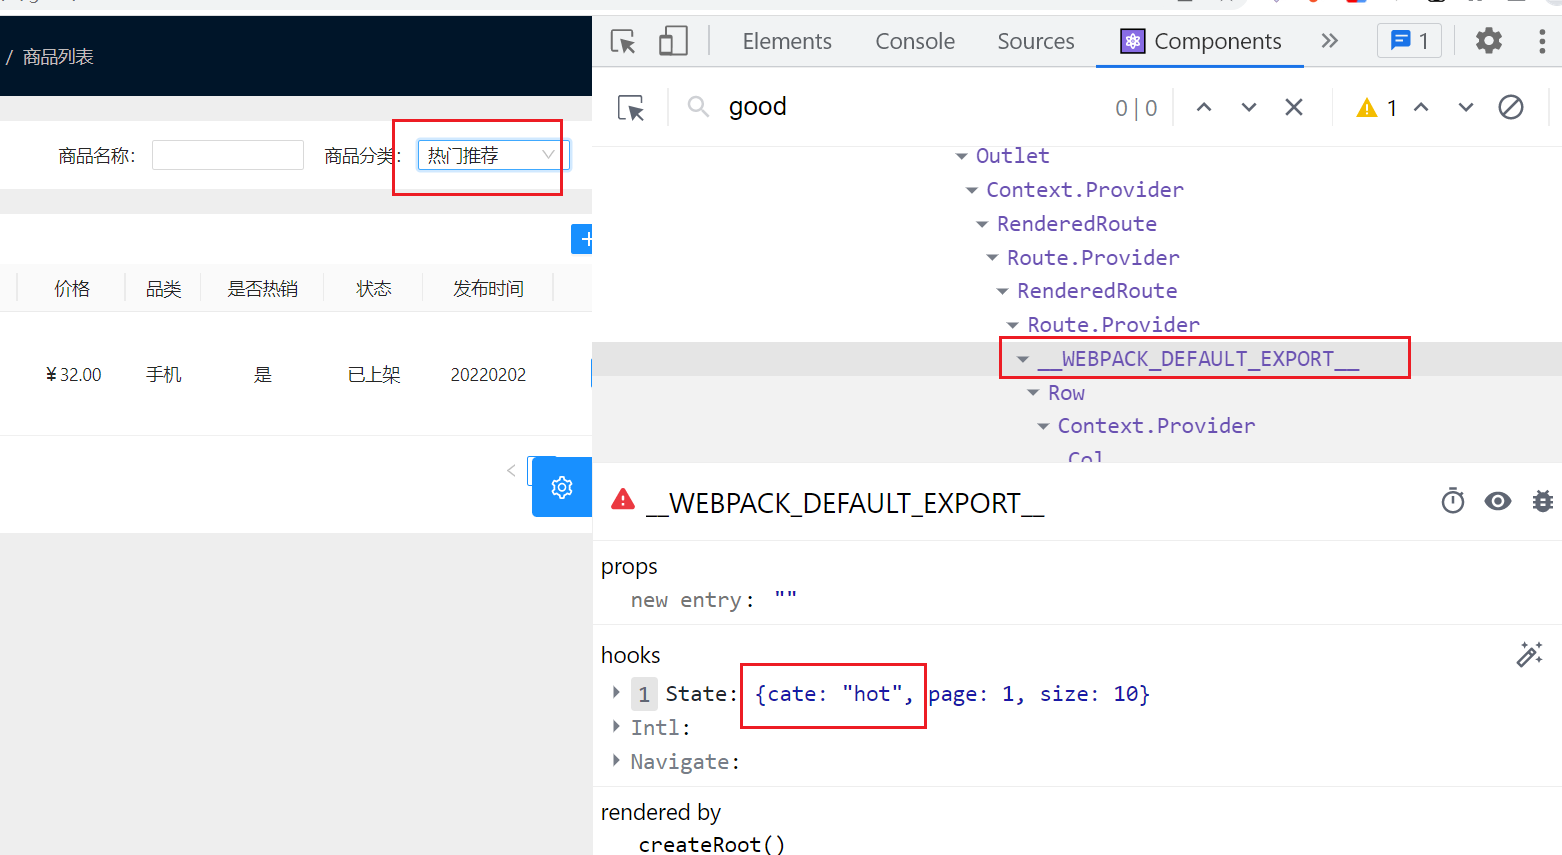 / 商品列表
商品名称:
商品分类:
热门推荐
价格 品类 是否热销 状态 发布时间
¥32.00 手机 是 已上架 20220202
Elements Console Sources Components 1
good
0 | 0
1
Outlet
Context.Provider
RenderedRoute
Route.Provider
RenderedRoute
Route.Provider
__WEBPACK_DEFAULT_EXPORT__
Row
Context.Provider
Col
__WEBPACK_DEFAULT_EXPORT__
props
new entry: ""
hooks
1 State: {cate: "hot", page: 1, size: 10}
Intl:
Navigate:
rendered by
createRoot()